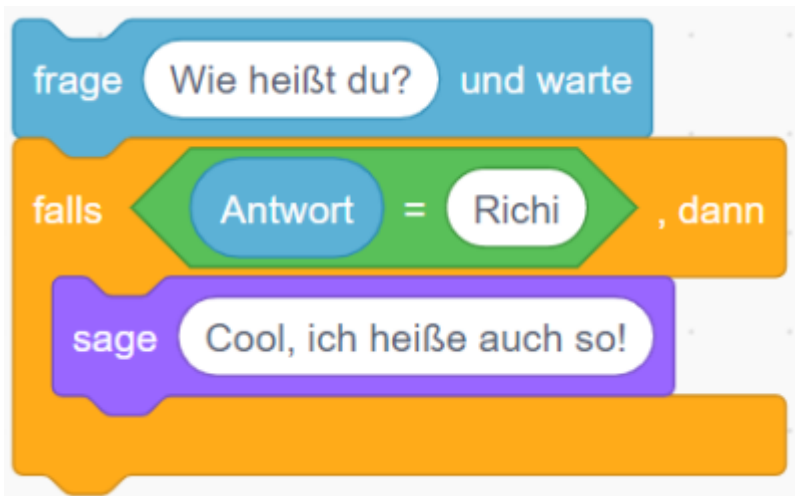 frage Wie heißt du? und warte
falls Antwort = Richi , dann
sage Cool, ich heiße auch so!